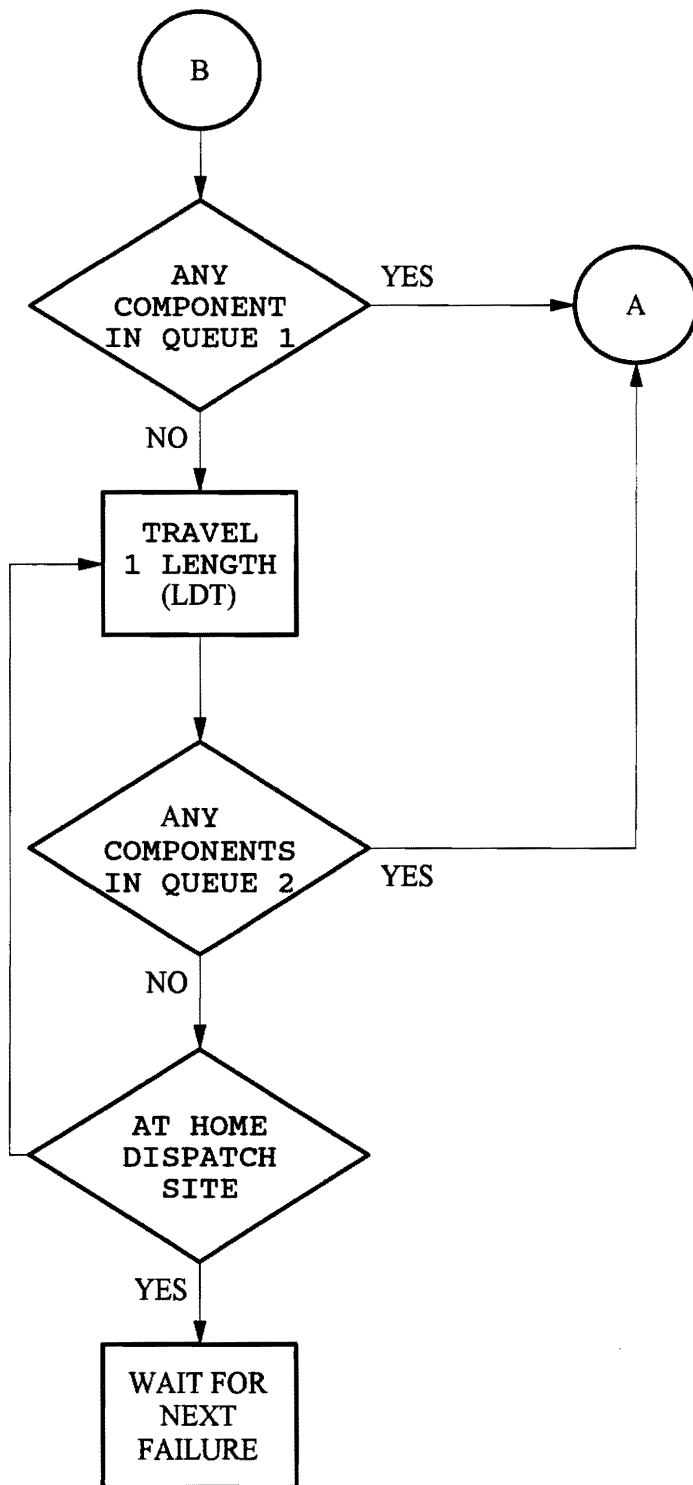 B
ANY
COMPONENT
IN QUEUE 1
YES
A
NO
TRAVEL
1 LENGTH
(LDT)
ANY
COMPONENTS
IN QUEUE 2
YES
NO
AT HOME
DISPATCH
SITE
YES
WAIT FOR
NEXT
FAILURE